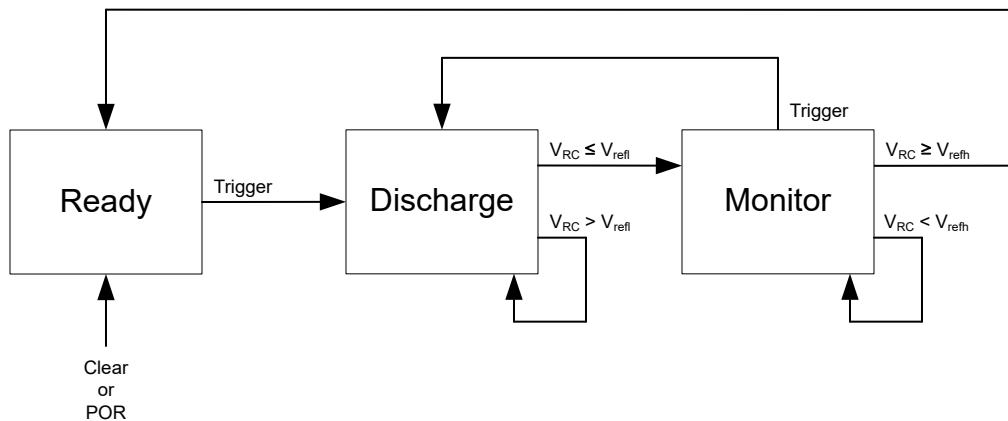 Trigger
V_RC ≤ V_refl
V_RC ≥ V_refh
Ready
Trigger
Discharge
Monitor
V_RC > V_refl
V_RC < V_refh
Clear
or
POR